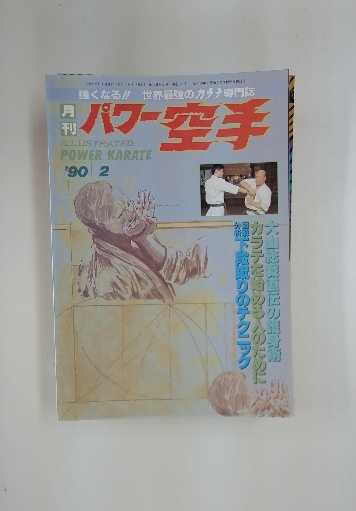 強くなる!! 世界最強のカラテ専門誌
月刊 パワー空手
ILLUSTRATED
POWER KARATE
'90 2
大山総裁直伝の護身術
カラテを始める人のために
下段蹴りのテクニック